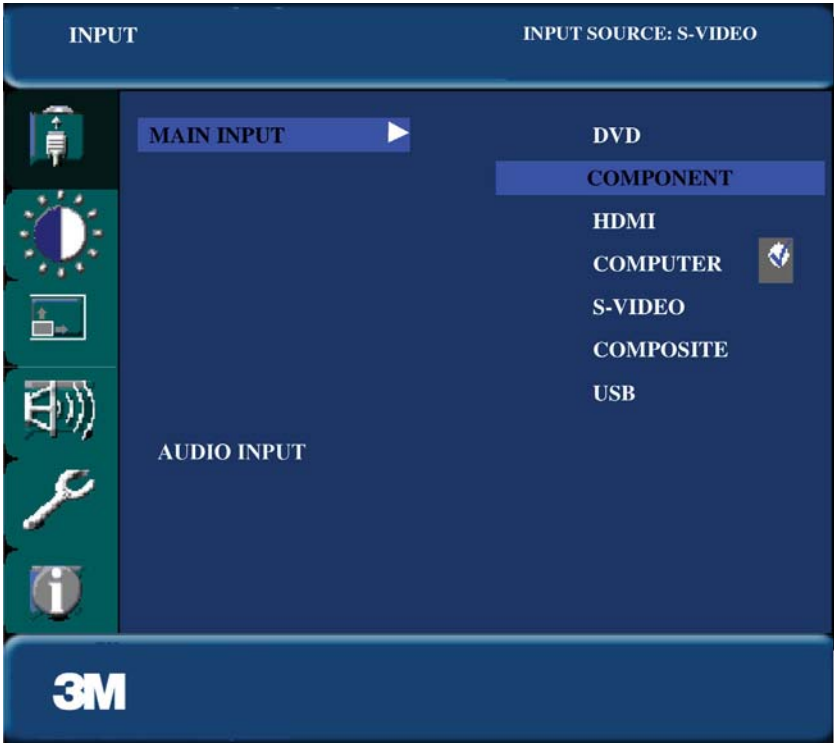 INPUT
INPUT SOURCE: S-VIDEO
MAIN INPUT
DVD
COMPONENT
HDMI
COMPUTER
S-VIDEO
COMPOSITE
USB
AUDIO INPUT
3M